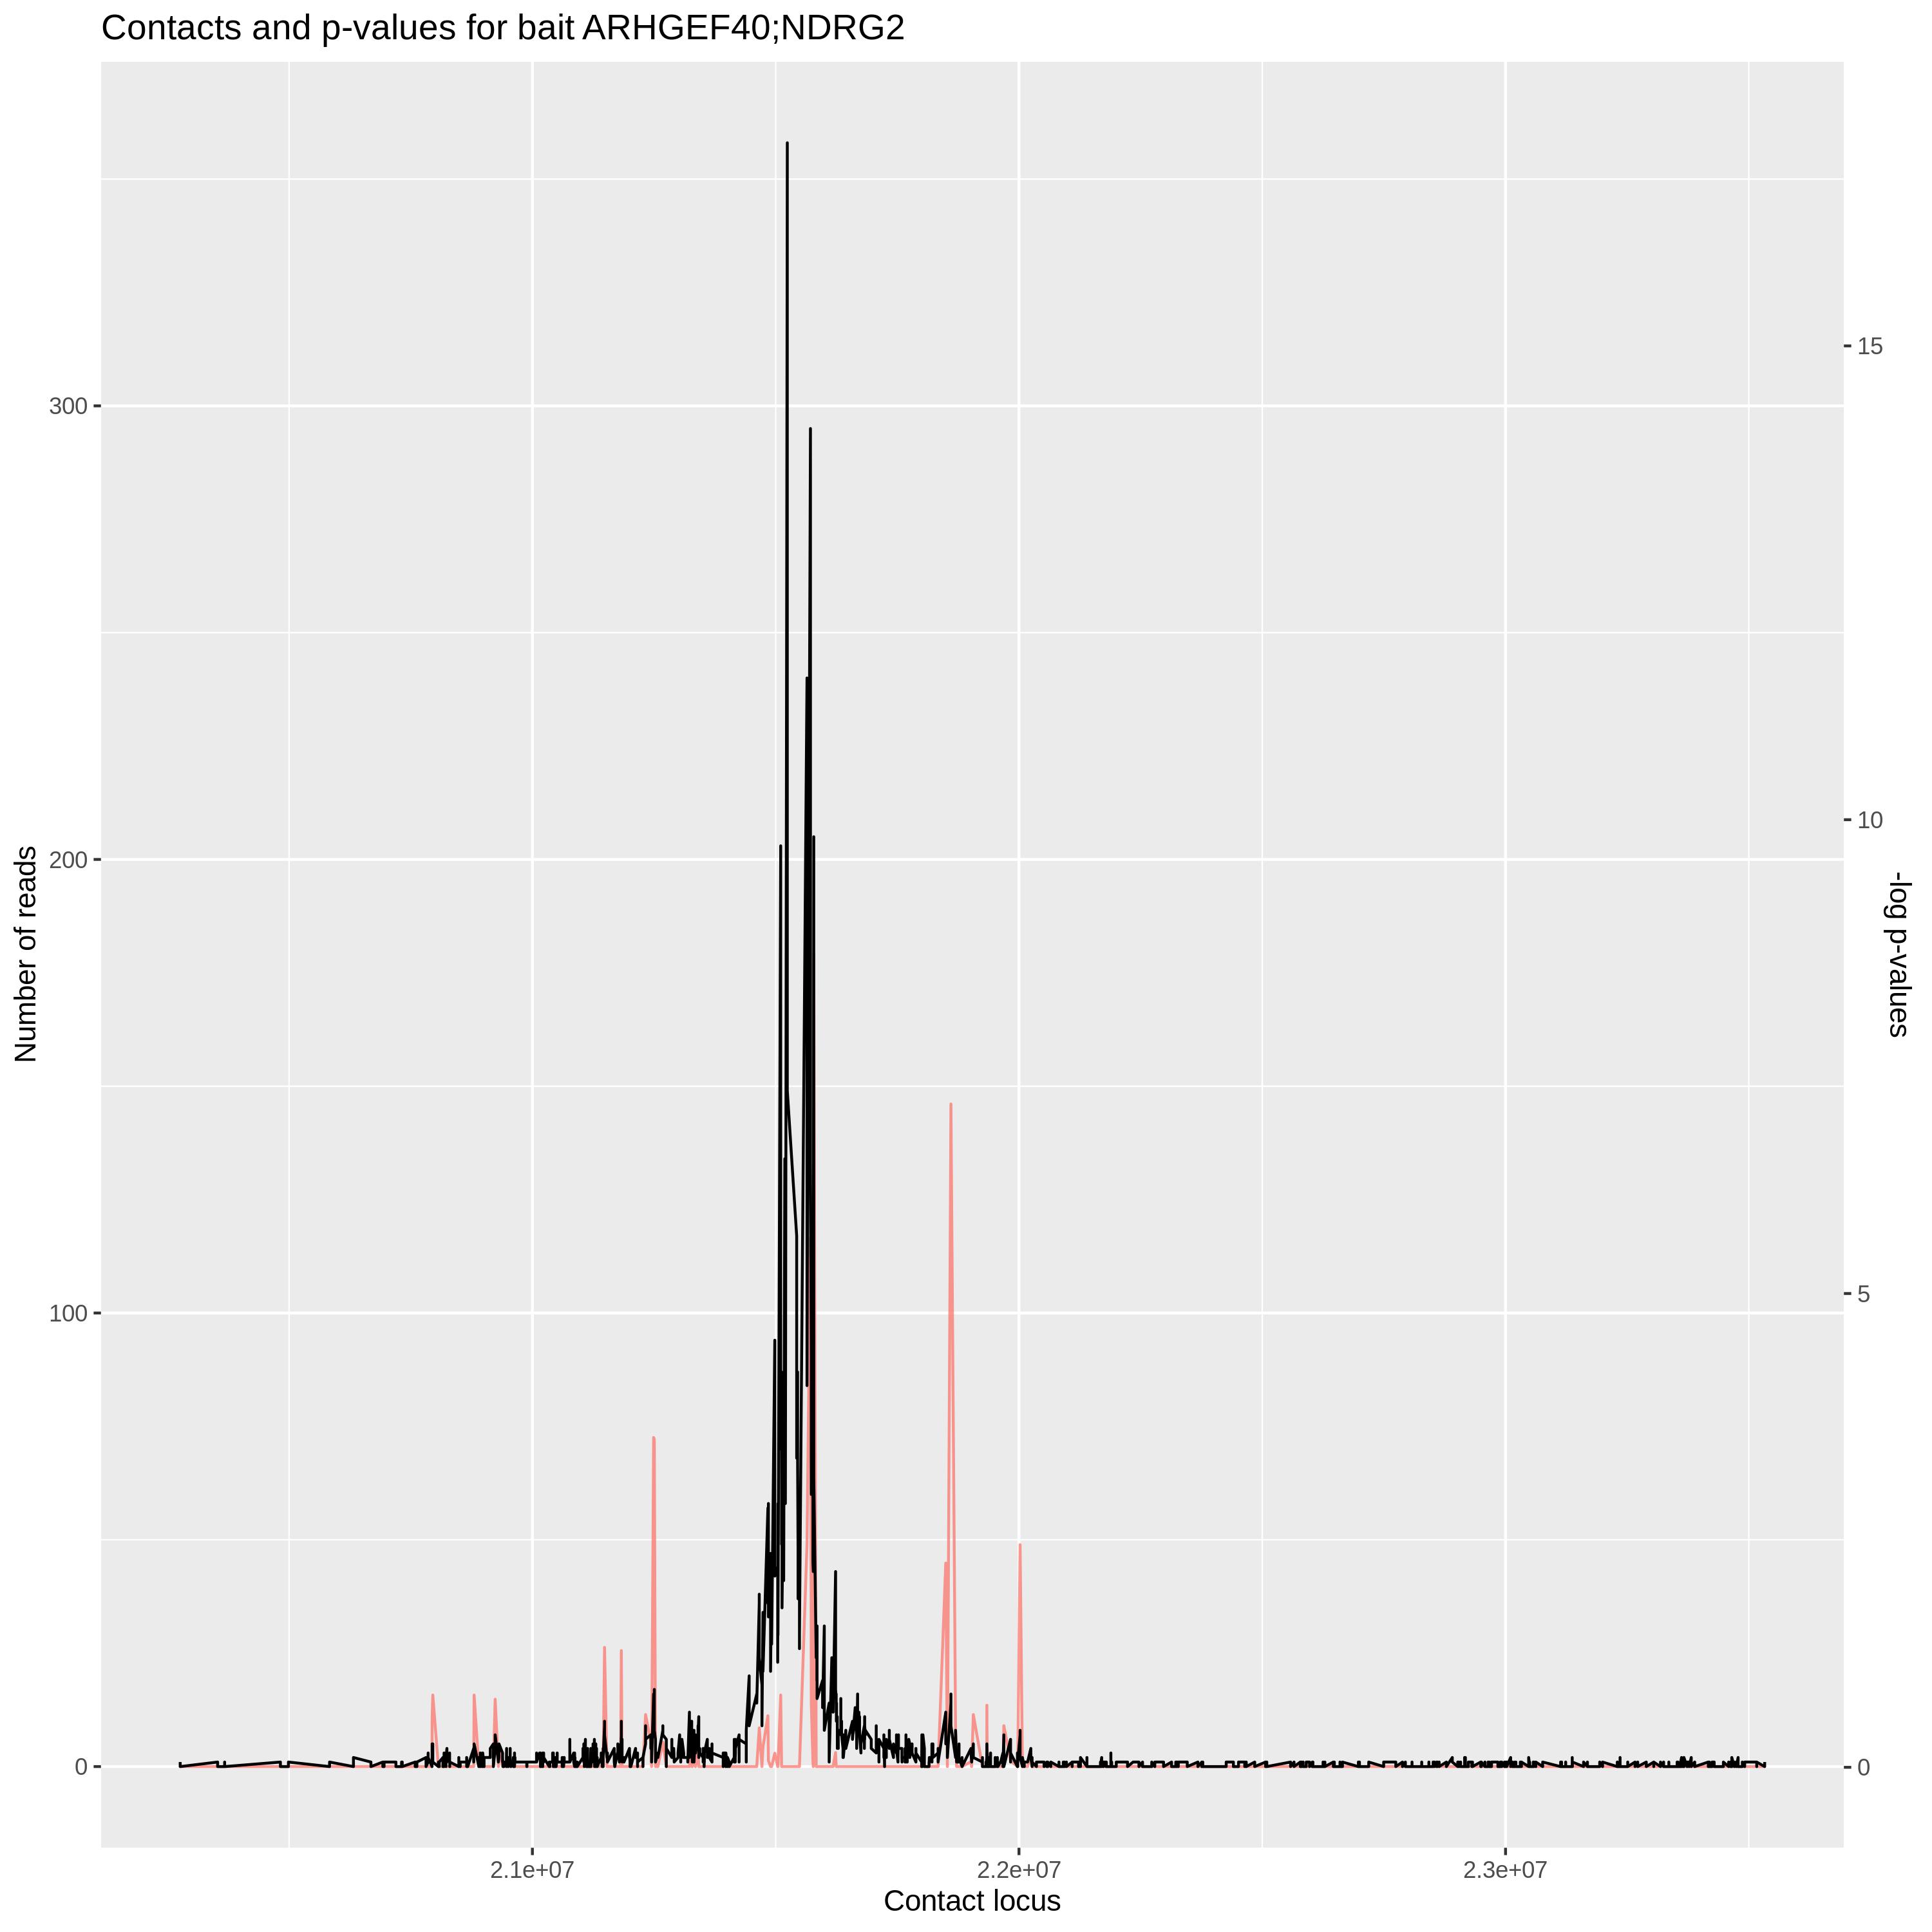 Contacts and p-values for bait ARHGEF40;NDRG2
Number of reads
300
200
100
0
15
10
5
0
-log p-values
2.1e+07
2.2e+07
2.3e+07
Contact locus